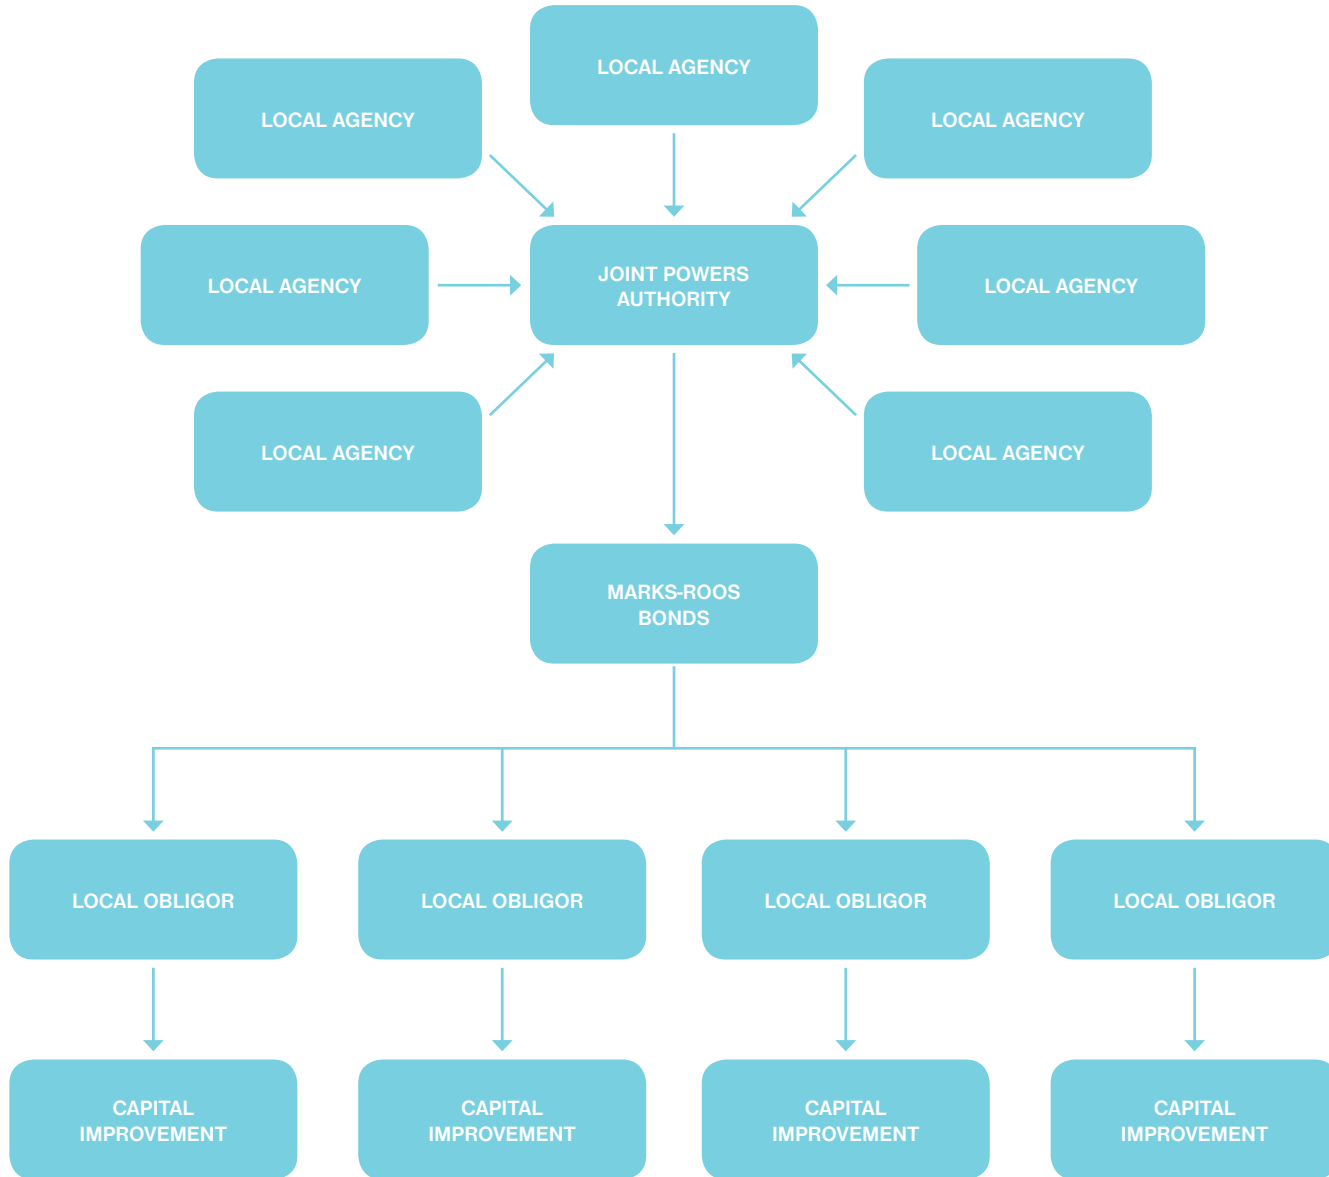 LOCAL AGENCY
LOCAL AGENCY
LOCAL AGENCY
LOCAL AGENCY
JOINT POWERS
AUTHORITY
LOCAL AGENCY
LOCAL AGENCY
LOCAL AGENCY
MARKS-ROOS
BONDS
LOCAL OBLIGOR
LOCAL OBLIGOR
LOCAL OBLIGOR
LOCAL OBLIGOR
CAPITAL
IMPROVEMENT
CAPITAL
IMPROVEMENT
CAPITAL
IMPROVEMENT
CAPITAL
IMPROVEMENT